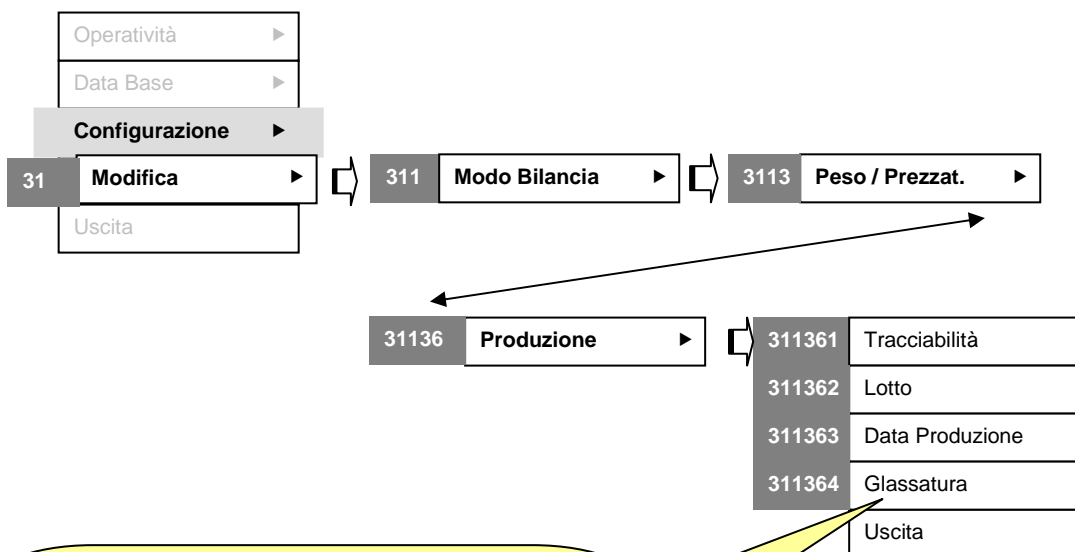 Operatività ►
Data Base ►
Configurazione ►
31 Modifica ►
311 Modo Bilancia ►
3113 Peso / Prezzat. ►
Uscita
31136 Produzione ►
311361 Tracciabilità
311362 Lotto
311363 Data Produzione
311364 Glassatura
Uscita